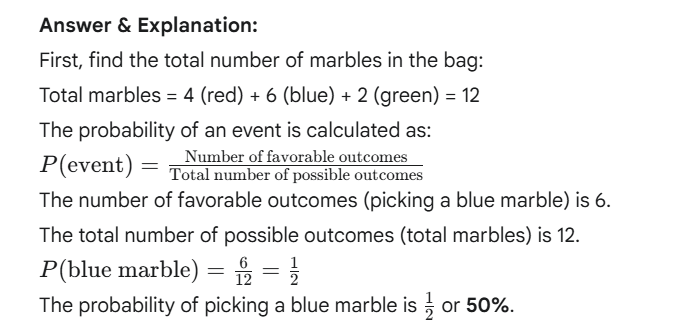 Answer & Explanation:
First, find the total number of marbles in the bag:
Total marbles = 4 (red) + 6 (blue) + 2 (green) = 12
The probability of an event is calculated as:
P(event) = \frac{Number of favorable outcomes}{Total number of possible outcomes}
The number of favorable outcomes (picking a blue marble) is 6.
The total number of possible outcomes (total marbles) is 12.
P(blue marble) = \frac{6}{12} = \frac{1}{2}
The probability of picking a blue marble is \frac{1}{2} or 50%.